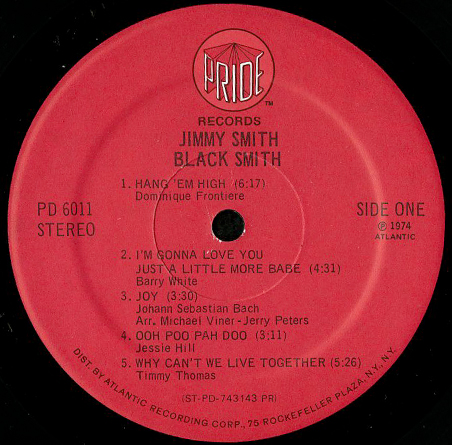 PRIDE
TM
RECORDS
JIMMY SMITH
BLACK SMITH
1. HANG 'EM HIGH (6:17)
Dominique Frontiere
PD 6011
STEREO
SIDE ONE
Ⓟ 1974
ATLANTIC
2. I'M GONNA LOVE YOU
JUST A LITTLE MORE BABE (4:31)
Barry White
3. JOY (3:30)
Johann Sebastian Bach
Arr. Michael Viner-Jerry Peters
4. OOH POO PAH DOO (3:11)
Jessie Hill
5. WHY CAN'T WE LIVE TOGETHER (5:26)
Timmy Thomas
(ST-PD-743143 PR)
DIST. BY ATLANTIC RECORDING CORP., 75 ROCKEFELLER PLAZA, N.Y., N.Y.